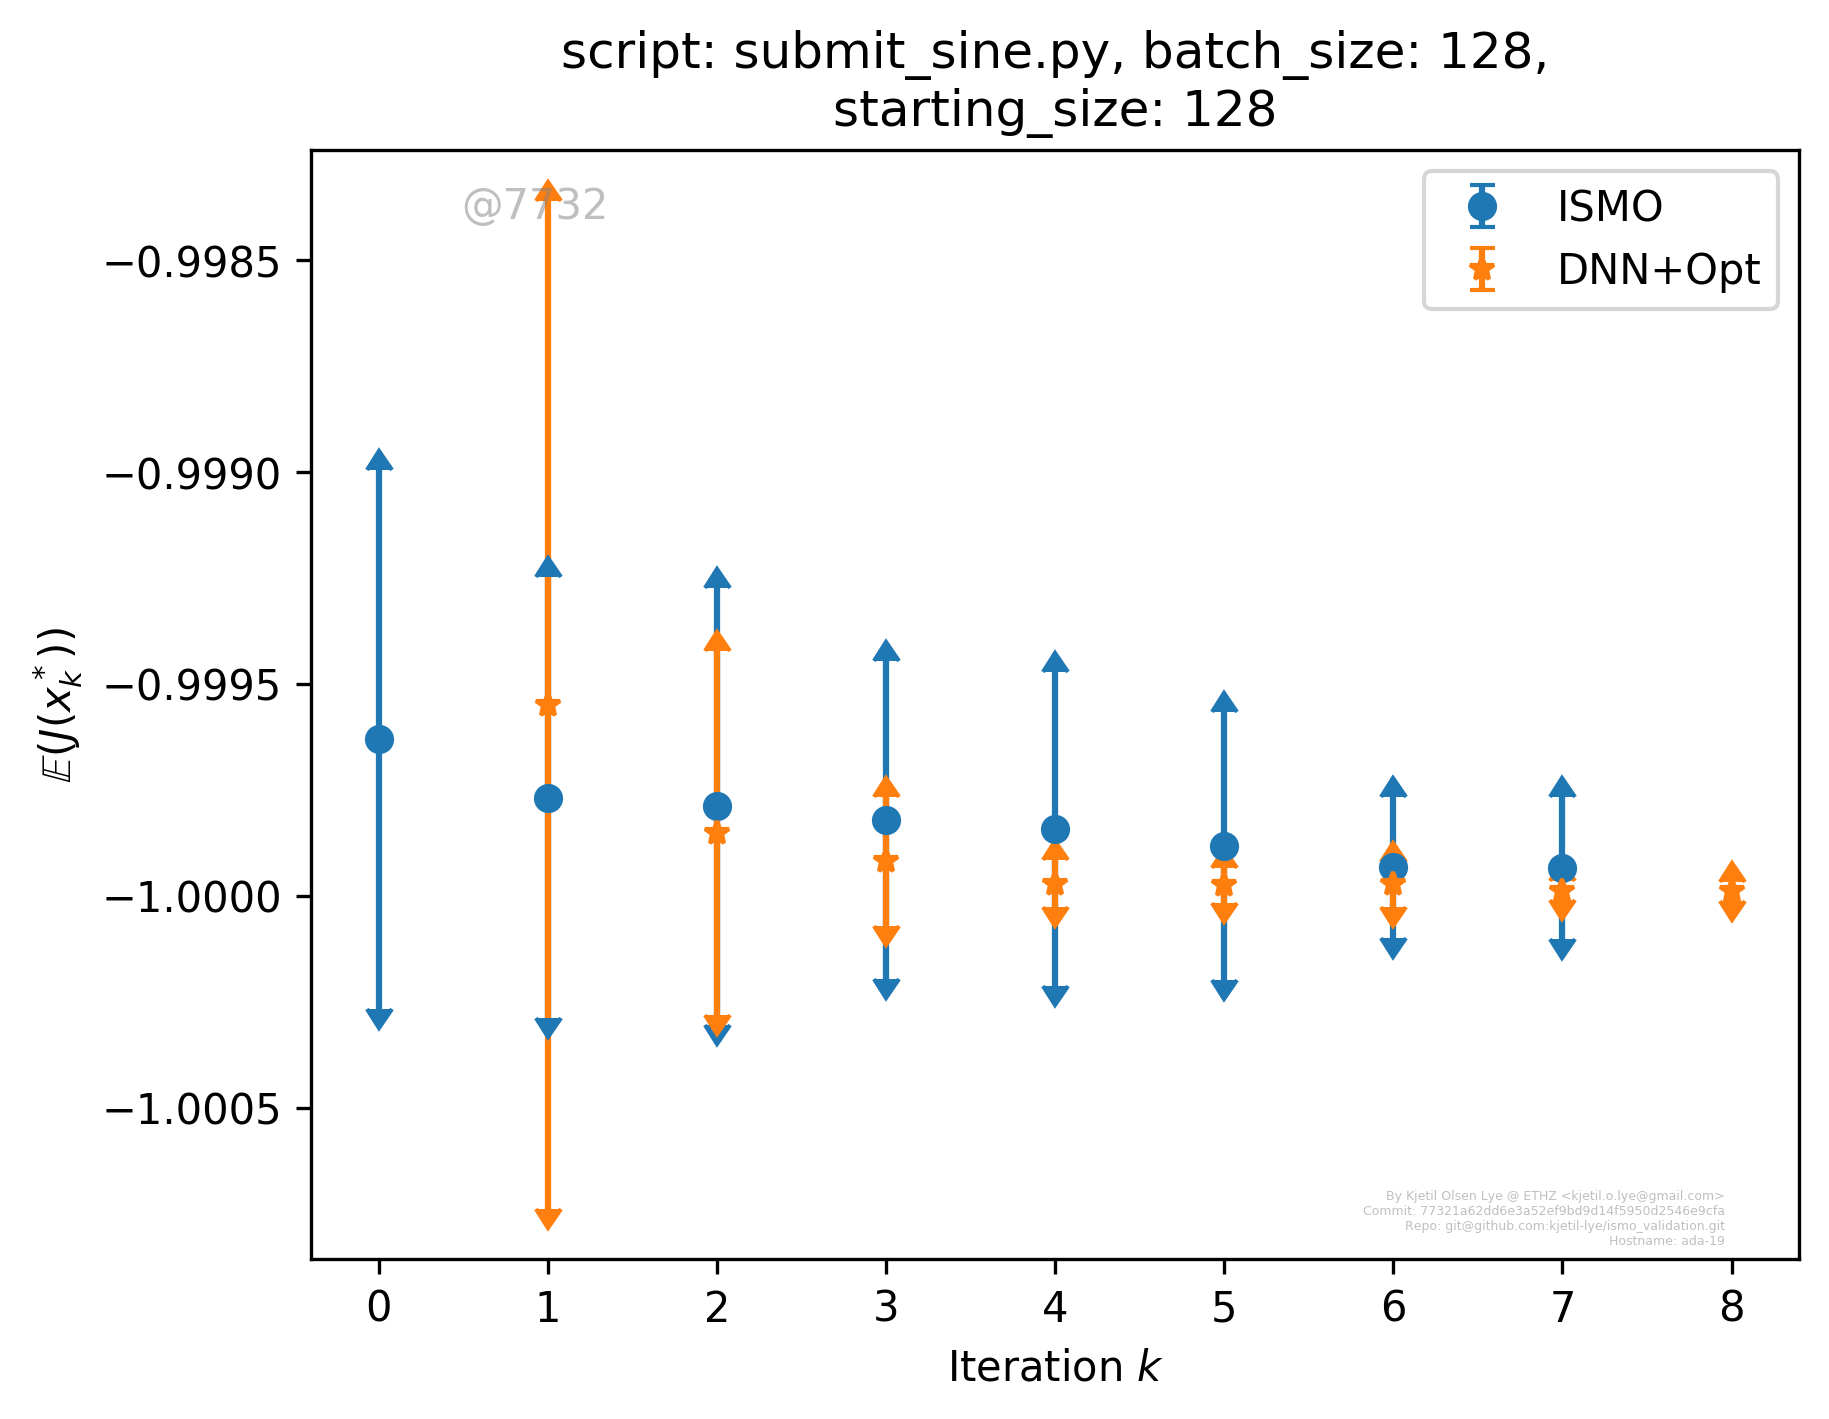 script: submit_sine.py, batch_size: 128,
starting_size: 128
@7732
ISMO
DNN+Opt
−0.9985
−0.9990
−0.9995
−1.0000
−1.0005
𝔼(J(x*k))
0 1 2 3 4 5 6 7 8
Iteration k
By Kjetil Olsen Lye @ ETHZ <kjetil.o.lye@gmail.com>
Commit: 77321a62dd6e3a52ef9bd9d14f5950d2546e9cfa
Repo: git@github.com:kjetil-lye/ismo_validation.git
Hostname: ada-19